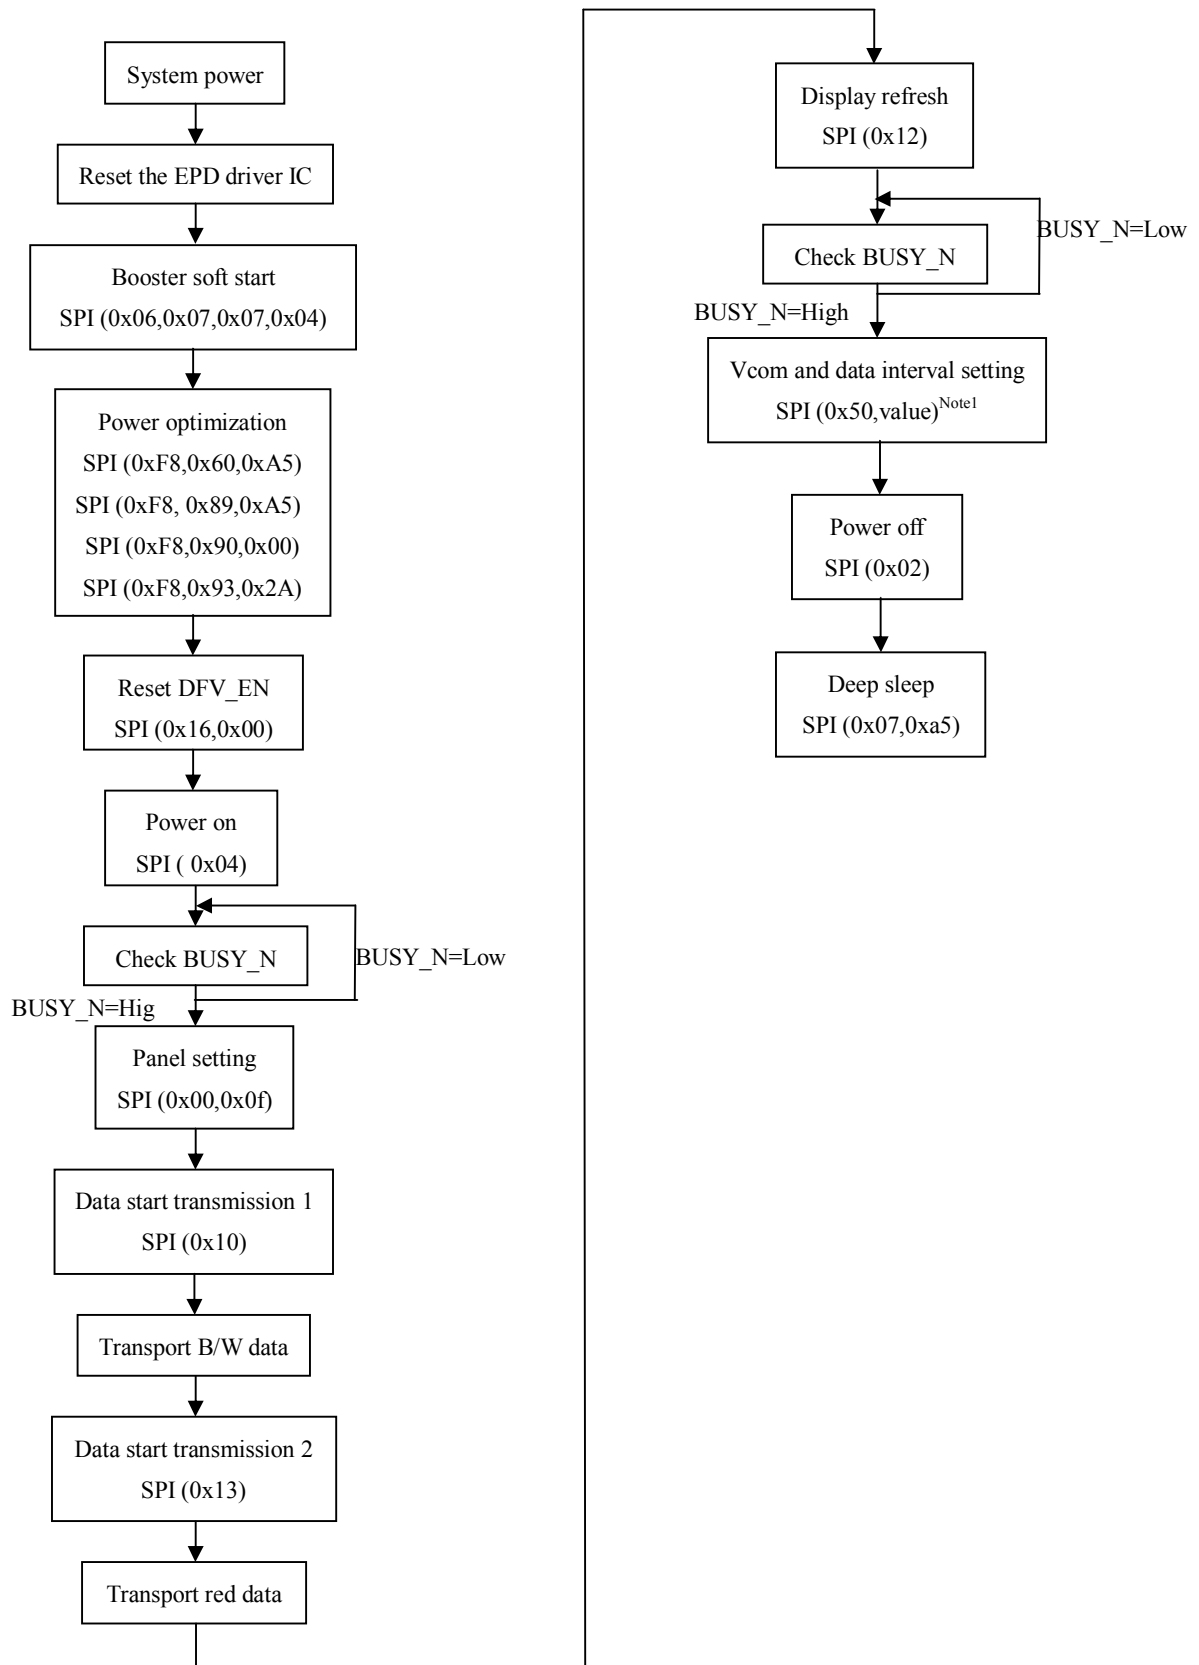 System power
Reset the EPD driver IC
Booster soft start
SPI (0x06,0x07,0x07,0x04)
Power optimization
SPI (0xF8,0x60,0xA5)
SPI (0xF8, 0x89,0xA5)
SPI (0xF8,0x90,0x00)
SPI (0xF8,0x93,0x2A)
Reset DFV_EN
SPI (0x16,0x00)
Power on
SPI ( 0x04)
Check BUSY_N
BUSY_N=Low
BUSY_N=Hig
Panel setting
SPI (0x00,0x0f)
Data start transmission 1
SPI (0x10)
Transport B/W data
Data start transmission 2
SPI (0x13)
Transport red data
Display refresh
SPI (0x12)
BUSY_N=Low
Check BUSY_N
BUSY_N=High
Vcom and data interval setting
SPI (0x50,value)Note1
Power off
SPI (0x02)
Deep sleep
SPI (0x07,0xa5)